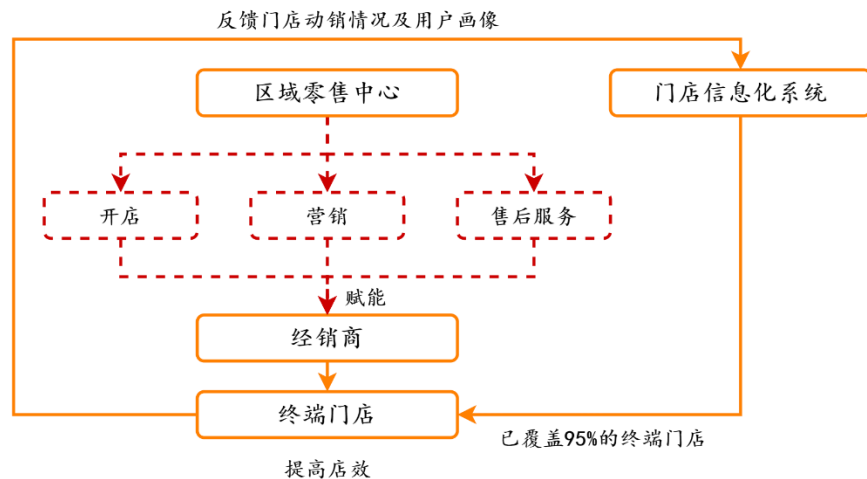 反馈门店动销情况及用户画像
区域零售中心
门店信息化系统
开店
营销
售后服务
赋能
经销商
终端门店
已覆盖95%的终端门店
提高店效